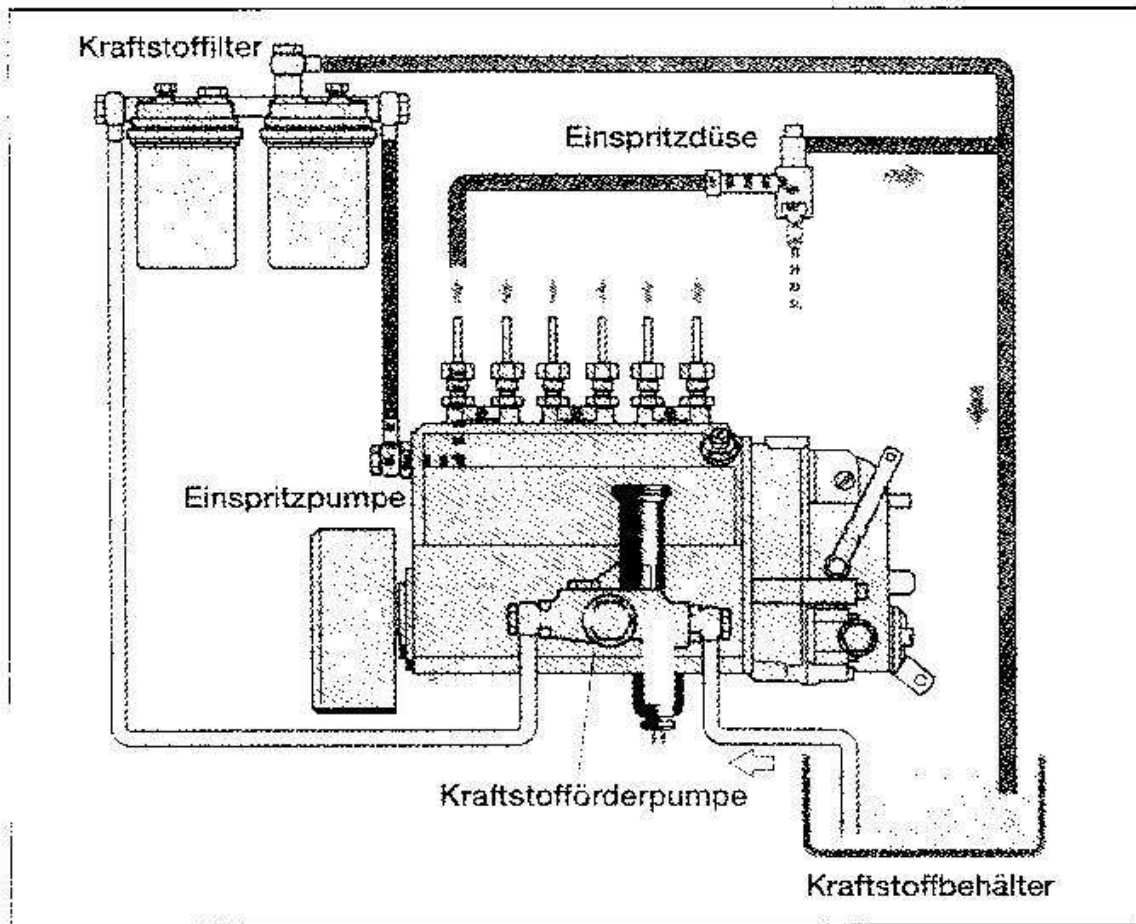 Kraftstoffilter
Einspritzdüse
Einspritzpumpe
Kraftstofförderpumpe
Kraftstoffbehälter